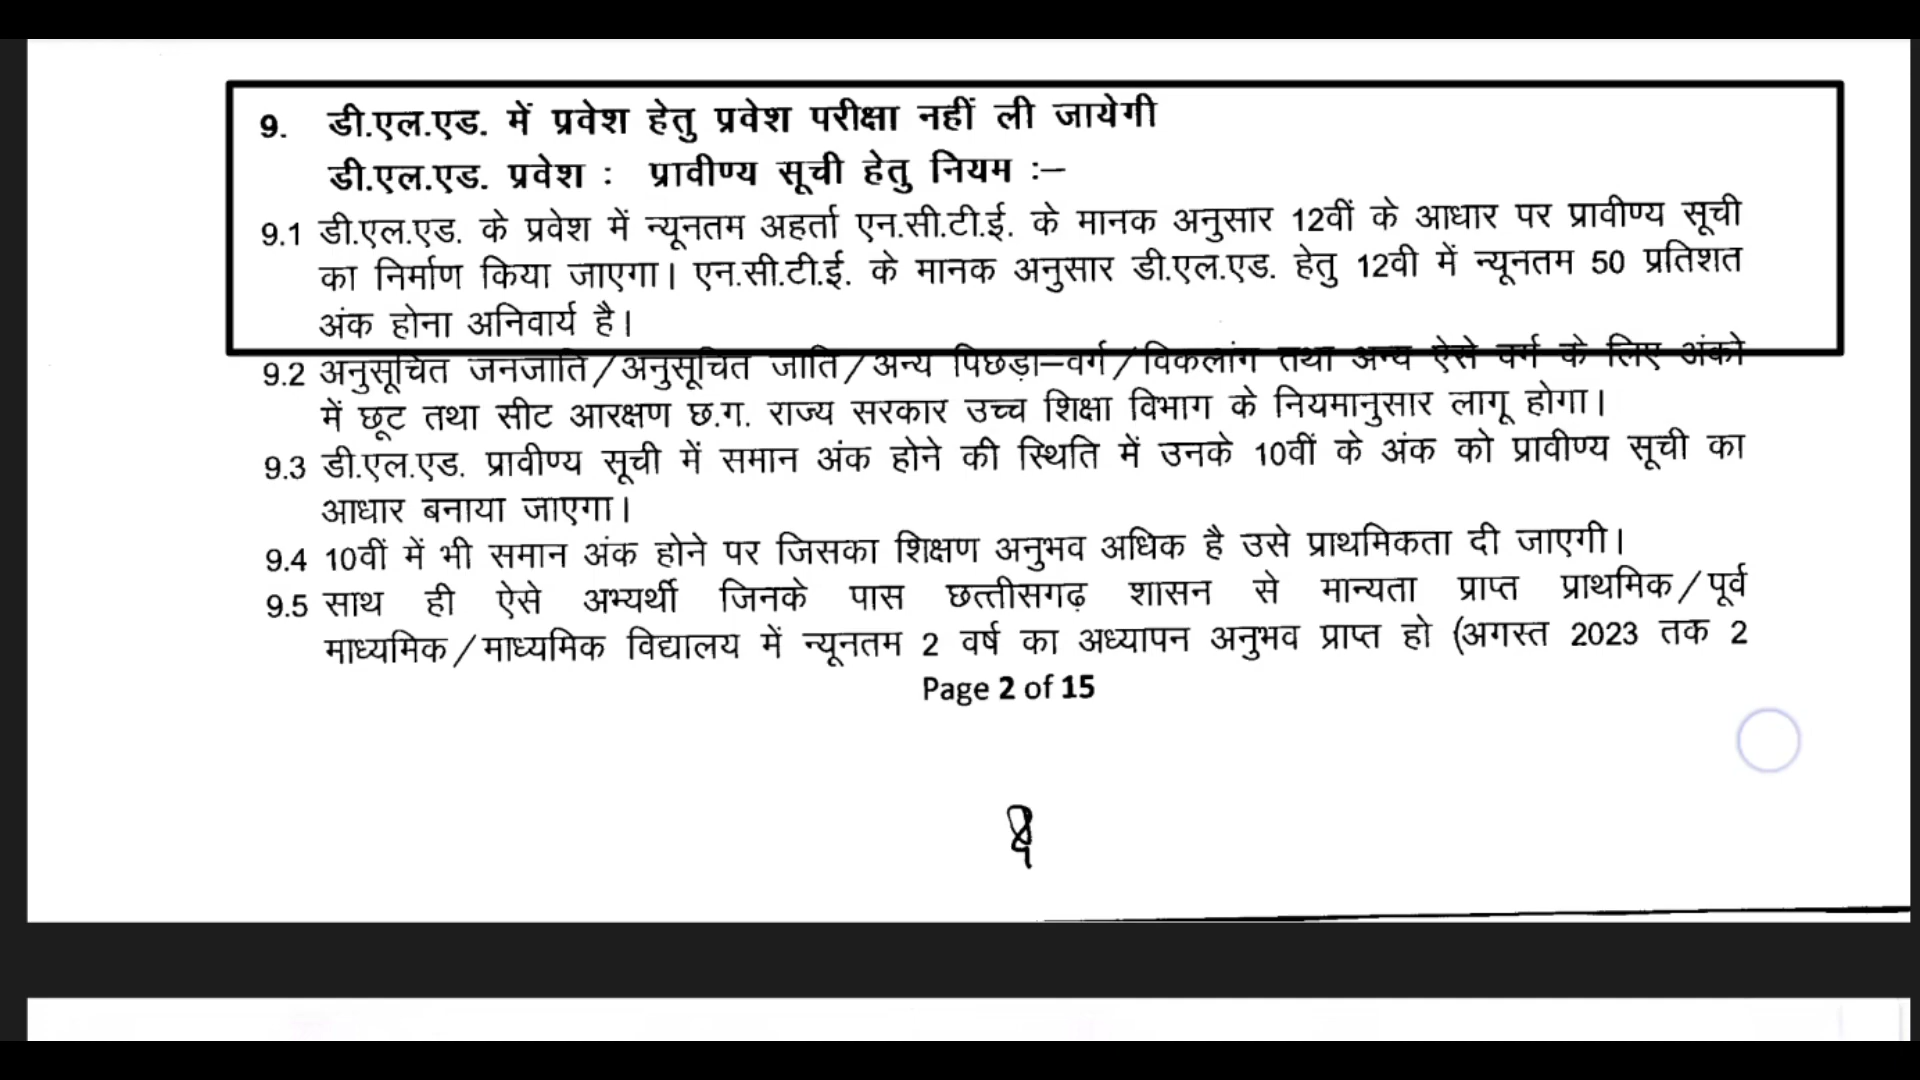 9. डी.एल.एड. में प्रवेश हेतु प्रवेश परीक्षा नहीं ली जायेगी
डी.एल.एड. प्रवेश : प्रावीण्य सूची हेतु नियम :–
9.1 डी.एल.एड. के प्रवेश में न्यूनतम अहर्ता एन.सी.टी.ई. के मानक अनुसार 12वीं के आधार पर प्रावीण्य सूची
का निर्माण किया जाएगा। एन.सी.टी.ई. के मानक अनुसार डी.एल.एड. हेतु 12वी में न्यूनतम 50 प्रतिशत
अंक होना अनिवार्य है।
9.2 अनुसूचित जनजाति/अनुसूचित जाति/अन्य पिछड़ा–वर्ग/विकलांग तथा अन्य ऐसे वर्ग के लिए अंको
में छूट तथा सीट आरक्षण छ.ग. राज्य सरकार उच्च शिक्षा विभाग के नियमानुसार लागू होगा।
9.3 डी.एल.एड. प्रावीण्य सूची में समान अंक होने की स्थिति में उनके 10वीं के अंक को प्रावीण्य सूची का
आधार बनाया जाएगा।
9.4 10वीं में भी समान अंक होने पर जिसका शिक्षण अनुभव अधिक है उसे प्राथमिकता दी जाएगी।
9.5 साथ ही ऐसे अभ्यर्थी जिनके पास छत्तीसगढ़ शासन से मान्यता प्राप्त प्राथमिक/पूर्व
माध्यमिक/माध्यमिक विद्यालय में न्यूनतम 2 वर्ष का अध्यापन अनुभव प्राप्त हो (अगस्त 2023 तक 2
Page 2 of 15